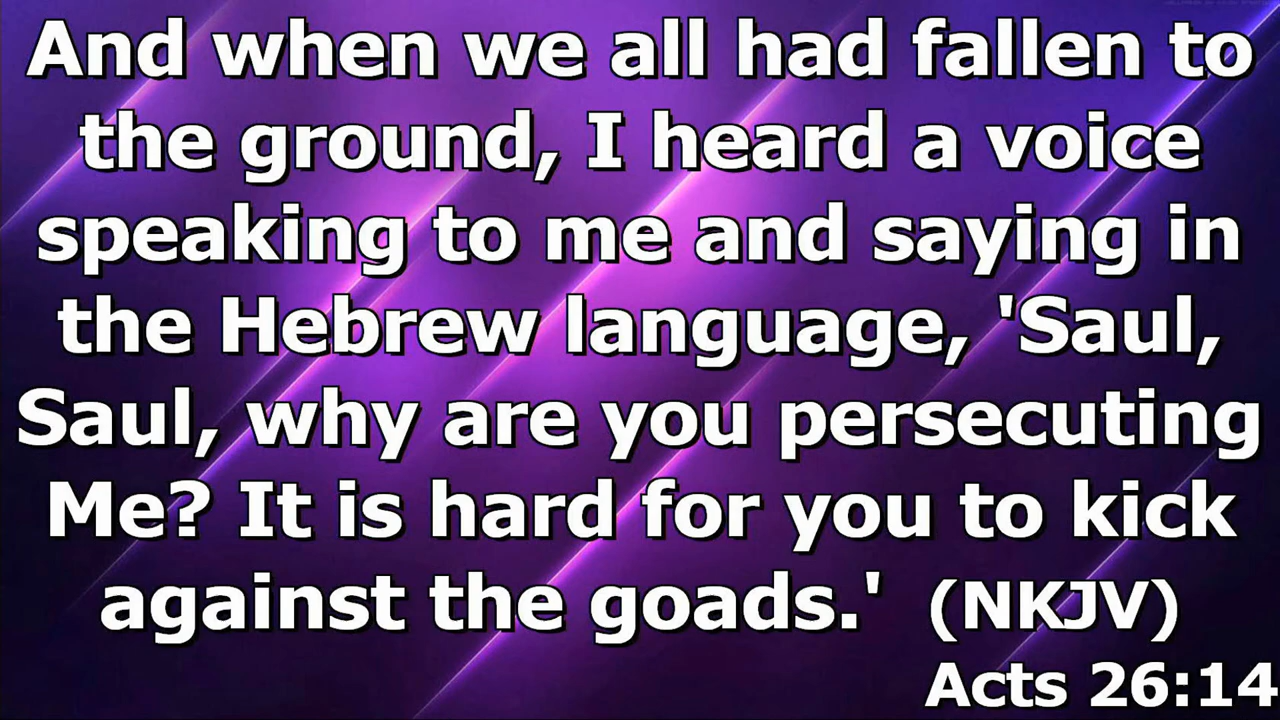 And when we all had fallen to
the ground, I heard a voice
speaking to me and saying in
the Hebrew language, 'Saul,
Saul, why are you persecuting
Me? It is hard for you to kick
against the goads.' (NKJV)
Acts 26:14